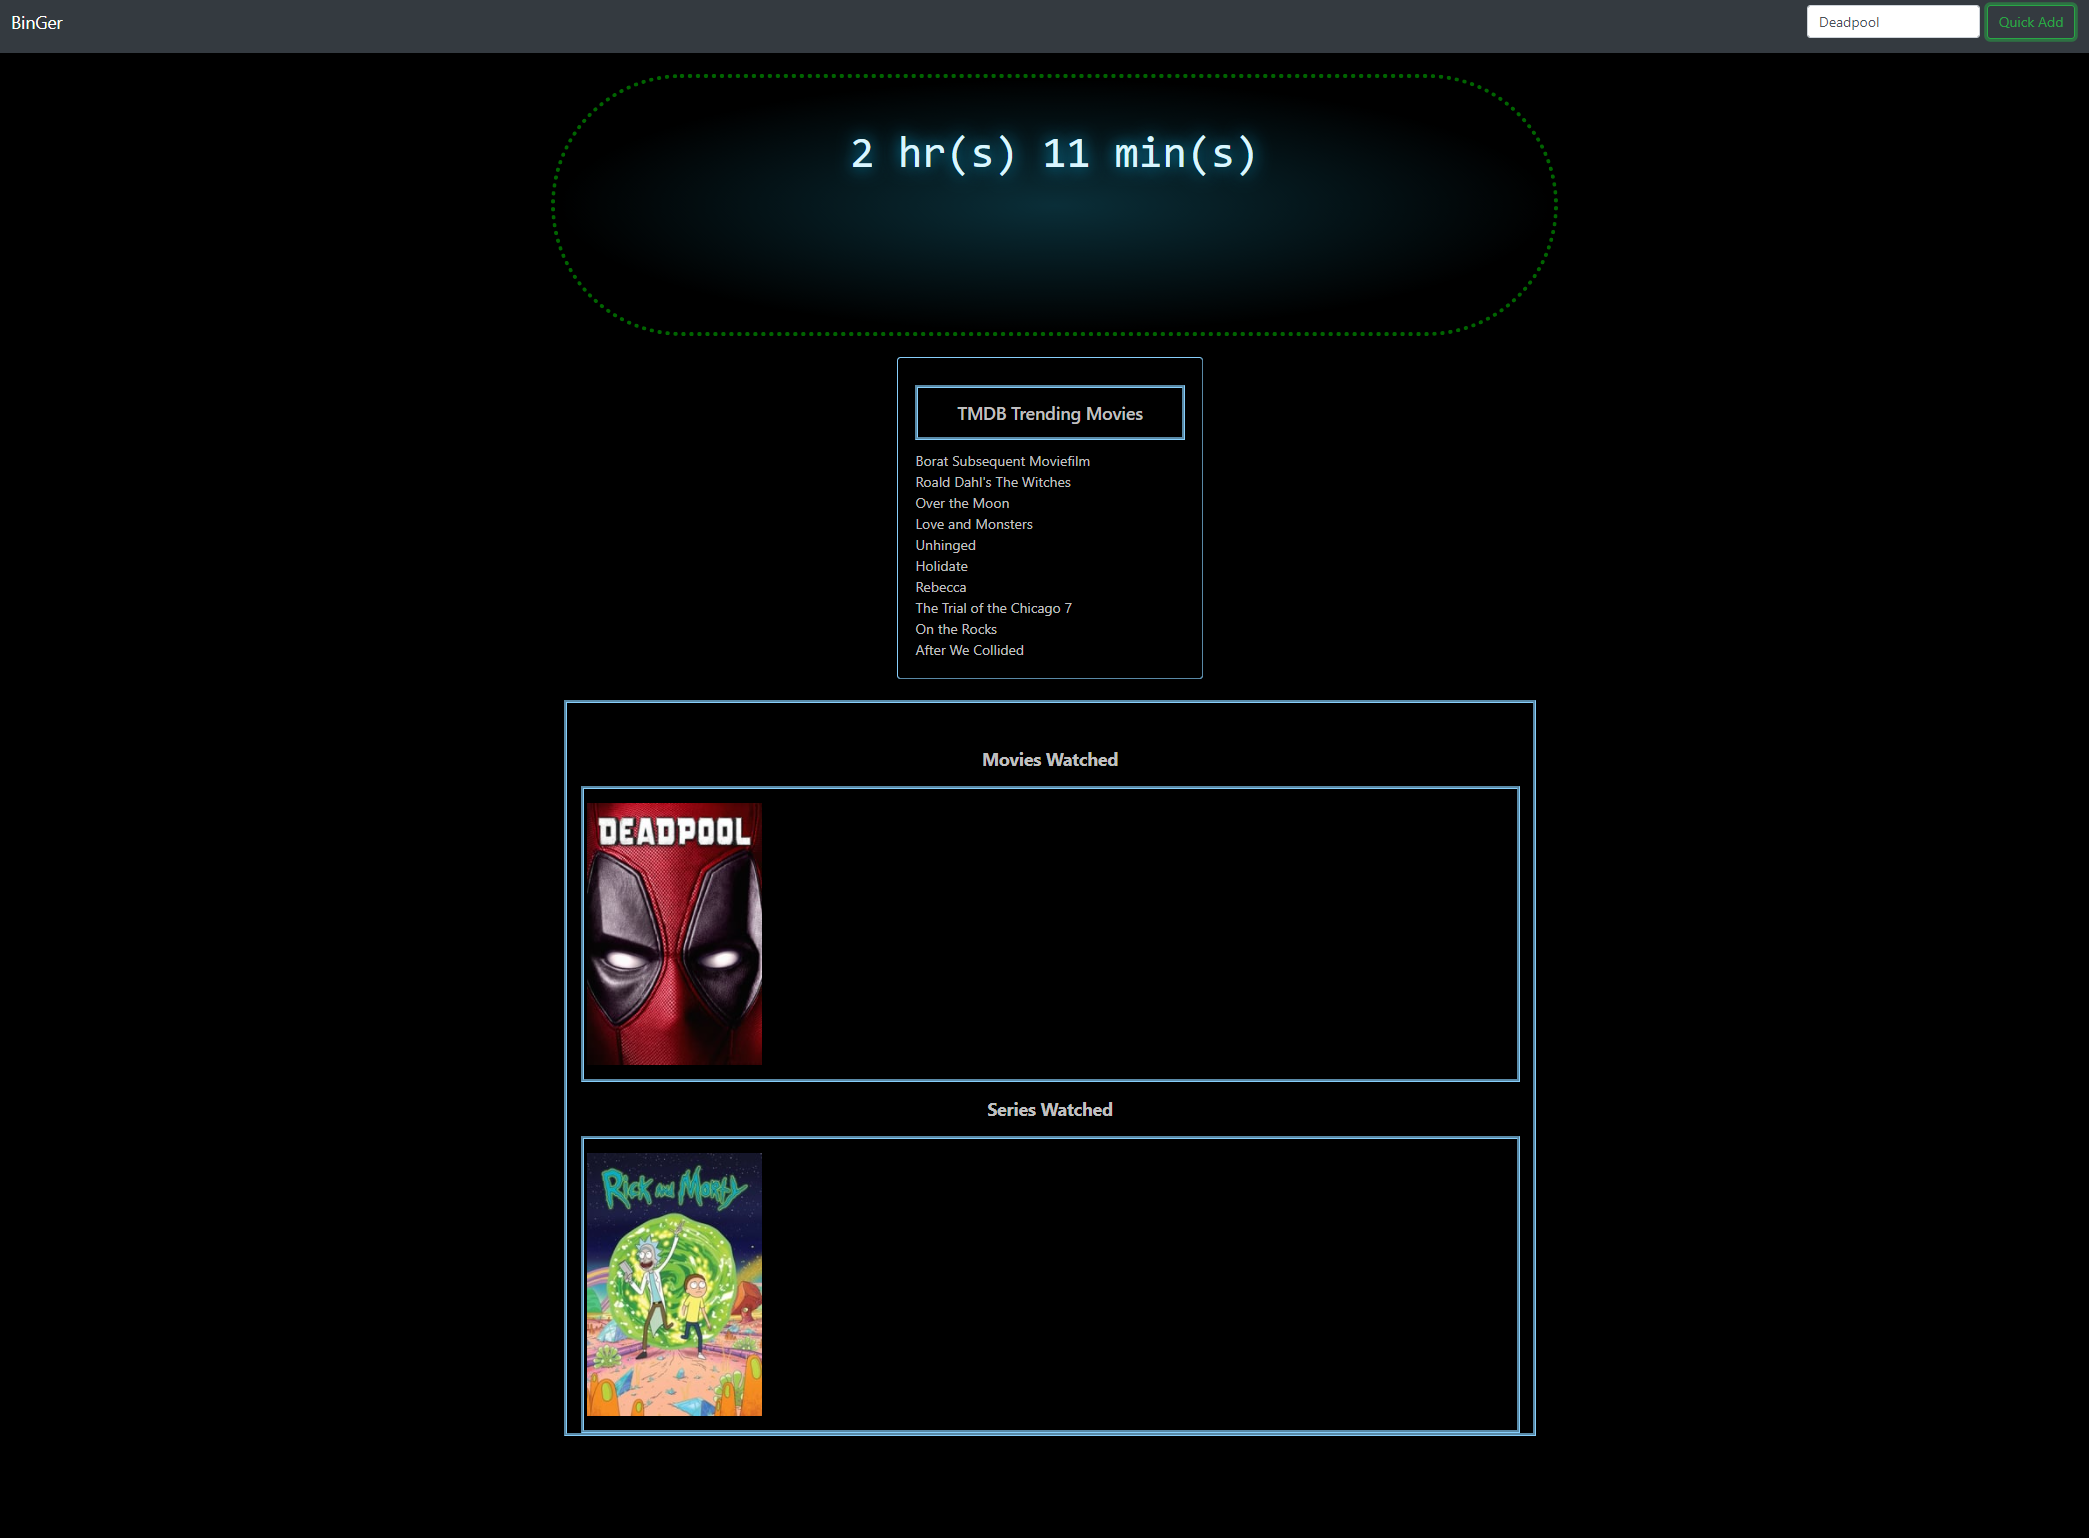 BinGer
Deadpool
Quick Add
2 hr(s) 11 min(s)
TMDB Trending Movies
Borat Subsequent Moviefilm
Roald Dahl's The Witches
Over the Moon
Love and Monsters
Unhinged
Holidate
Rebecca
The Trial of the Chicago 7
On the Rocks
After We Collided
Movies Watched
DEADPOOL
Series Watched
Rick and Morty